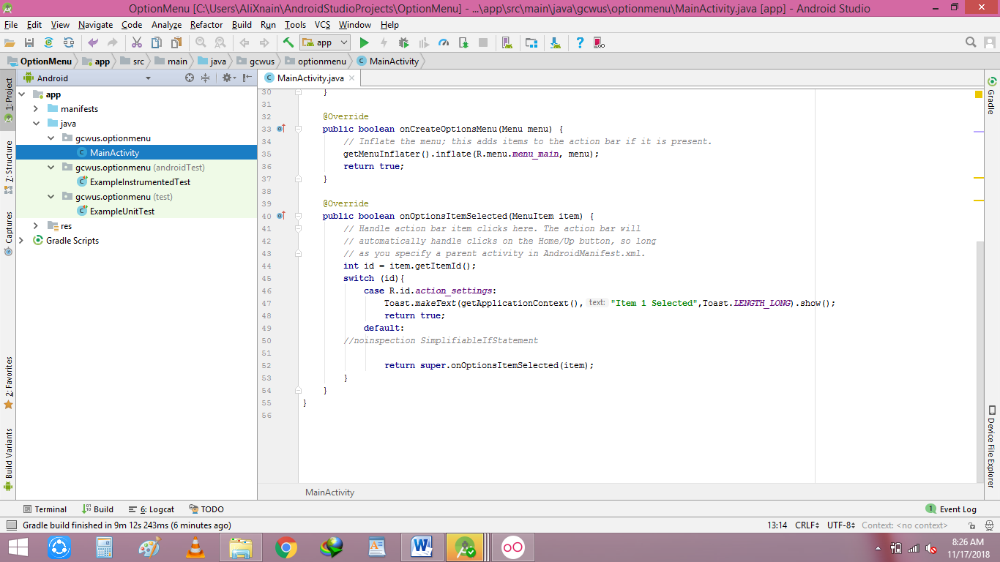 OptionMenu [C:\Users\AliXnain\AndroidStudioProjects\OptionMenu] - ...\app\src\main\java\gcwus\optionmenu\MainActivity.java [app] - Android Studio
File Edit View Navigate Code Analyze Refactor Build Run Tools VCS Window Help
app
OptionMenu app src main java gcwus optionmenu MainActivity
Android
MainActivity.java
1: Project
Z: Structure
Captures
2: Favorites
Build Variants
app
manifests
java
gcwus.optionmenu
MainActivity
gcwus.optionmenu (androidTest)
ExampleInstrumentedTest
gcwus.optionmenu (test)
ExampleUnitTest
res
Gradle Scripts
30 }
31
32 @Override
33 public boolean onCreateOptionsMenu(Menu menu) {
34 // Inflate the menu; this adds items to the action bar if it is present.
35 getMenuInflater().inflate(R.menu.menu_main, menu);
36 return true;
37 }
38
39 @Override
40 public boolean onOptionsItemSelected(MenuItem item) {
41 // Handle action bar item clicks here. The action bar will
42 // automatically handle clicks on the Home/Up button, so long
43 // as you specify a parent activity in AndroidManifest.xml.
44 int id = item.getItemId();
45 switch (id){
46 case R.id.action_settings:
47 Toast.makeText(getApplicationContext(), text: "Item 1 Selected",Toast.LENGTH_LONG).show();
48 return true;
49 default:
50 //noinspection SimplifiableIfStatement
51
52 return super.onOptionsItemSelected(item);
53 }
54 }
55 }
56
MainActivity
Gradle
Device File Explorer
Terminal Build 6: Logcat TODO 1 Event Log
Gradle build finished in 9m 12s 243ms (6 minutes ago) 13:14 CRLF UTF-8 Context: <no context>
8:26 AM
11/17/2018